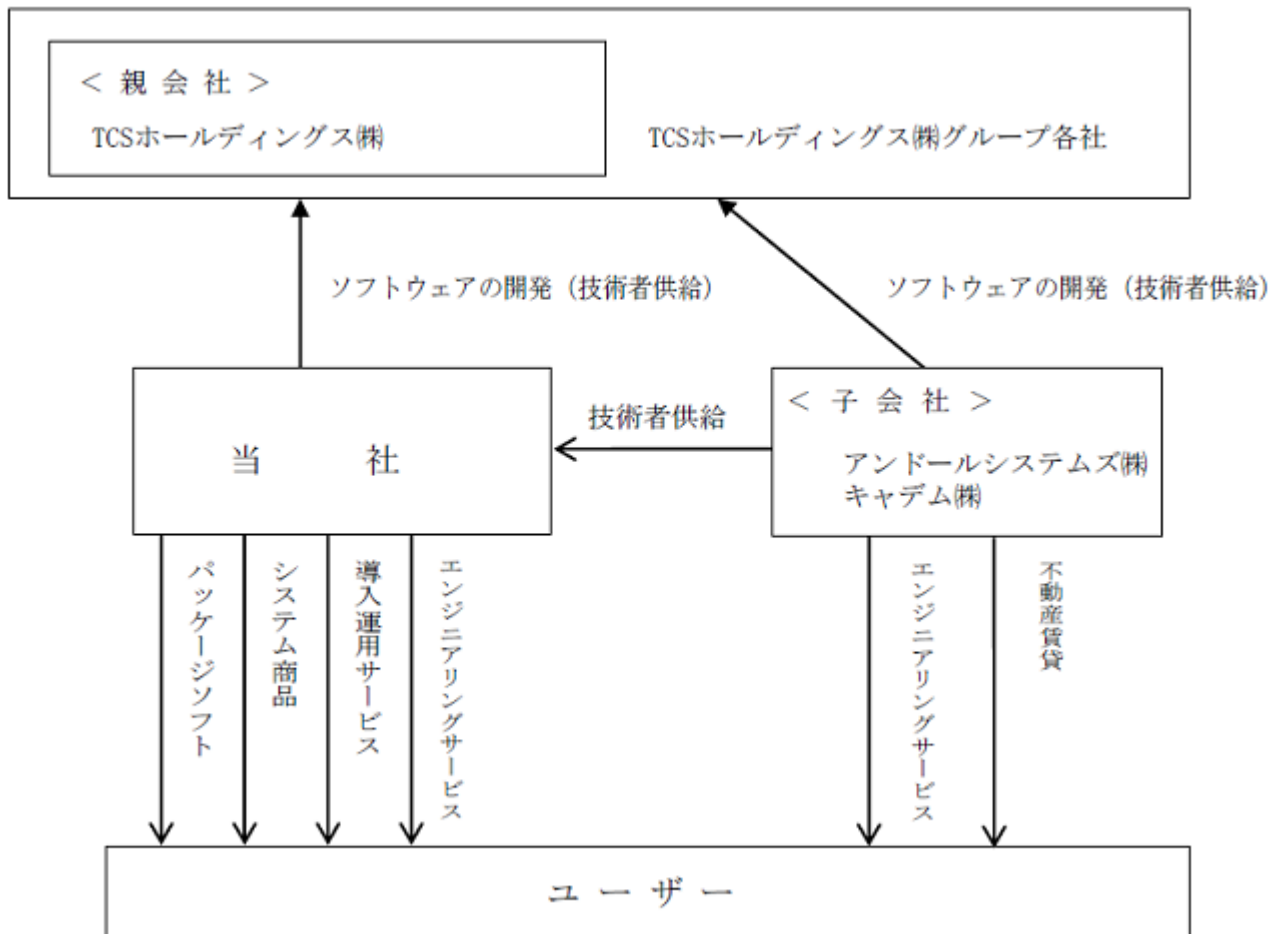 ＜ 親 会 社 ＞
TCSホールディングス㈱
TCSホールディングス㈱グループ各社
ソフトウェアの開発（技術者供給）
ソフトウェアの開発（技術者供給）
当　社
技術者供給
＜ 子 会 社 ＞
アンドールシステムズ㈱
キャデム㈱
パッケージソフト
システム商品
導入運用サービス
エンジニアリングサービス
エンジニアリングサービス
不動産賃貸
ユ ー ザ ー